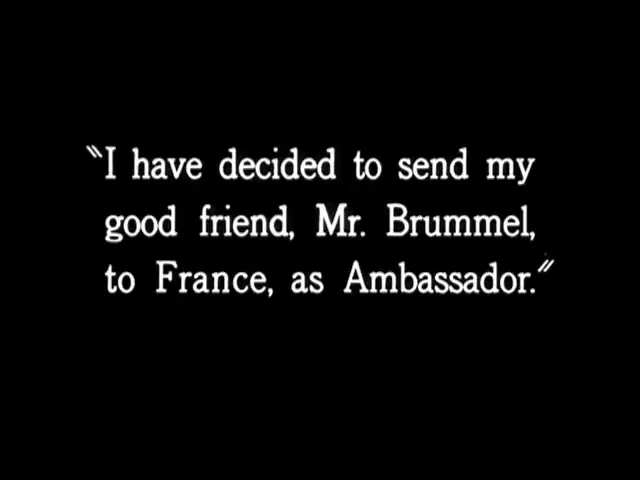 "I have decided to send my
good friend, Mr. Brummel,
to France, as Ambassador."